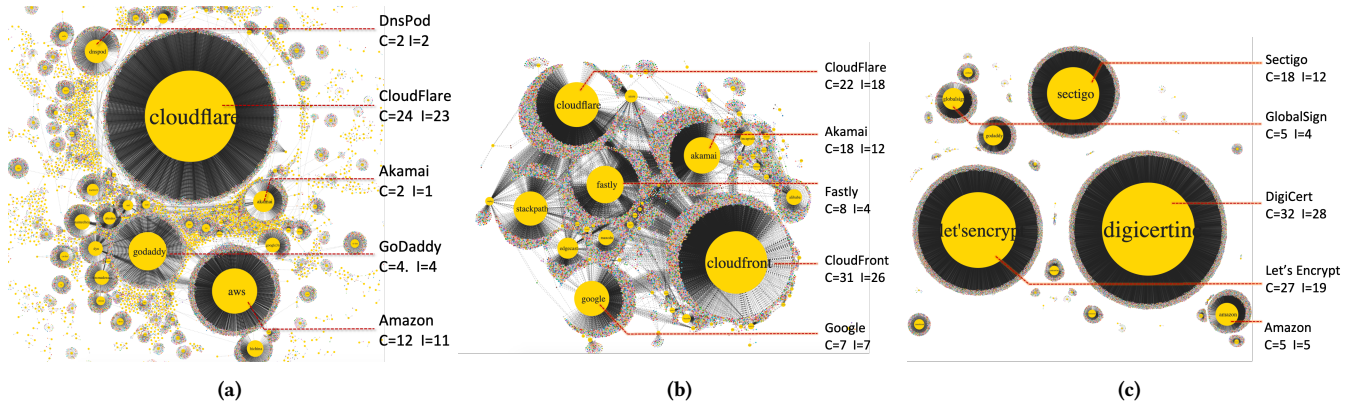 DnsPod
C=2 I=2
CloudFlare
C=24 I=23
Akamai
C=2 I=1
GoDaddy
C=4. I=4
Amazon
C=12 I=11
dnspod
cloudflare
akamai
godaddy
aws
(a)
CloudFlare
C=22 I=18
Akamai
C=18 I=12
Fastly
C=8 I=4
CloudFront
C=31 I=26
Google
C=7 I=7
cloudflare
akamai
fastly
stackpath
edgecast
cloudfront
google
(b)
Sectigo
C=18 I=12
GlobalSign
C=5 I=4
DigiCert
C=32 I=28
Let's Encrypt
C=27 I=19
Amazon
C=5 I=5
sectigo
globalsign
godaddy
let'sencryp
digicertinc
amazon
(c)